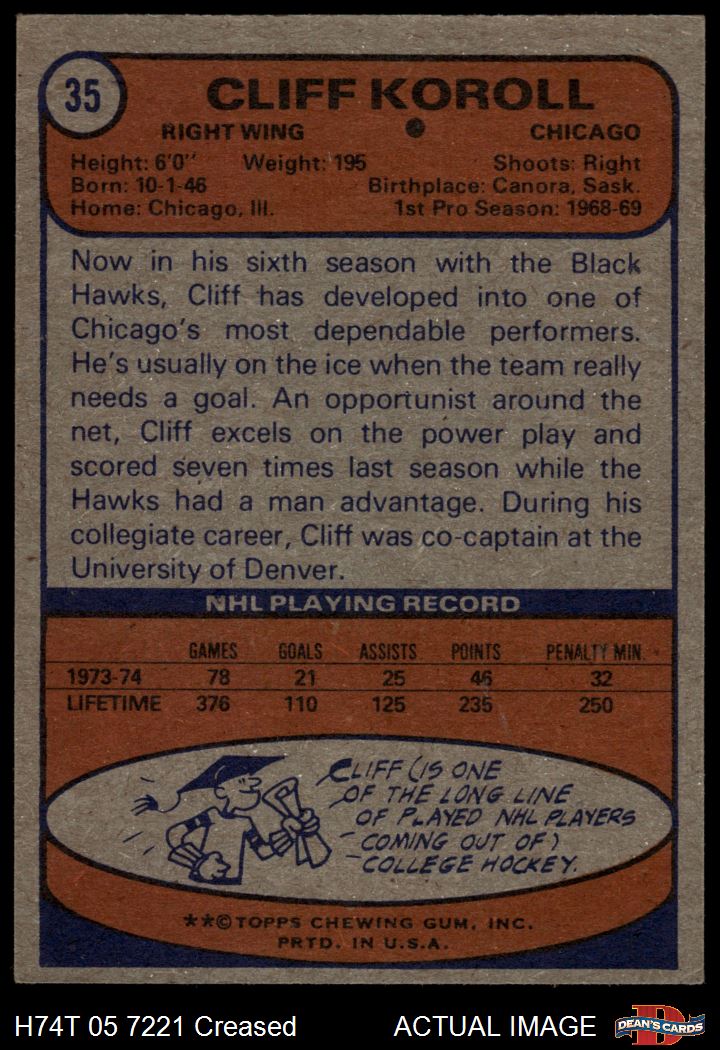 35
CLIFF KOROLL
RIGHT WING
CHICAGO
Height: 6'0" Weight: 195 Shoots: Right
Born: 10-1-46 Birthplace: Canora, Sask.
Home: Chicago, Ill. 1st Pro Season: 1968-69
Now in his sixth season with the Black
Hawks, Cliff has developed into one of
Chicago's most dependable performers.
He's usually on the ice when the team really
needs a goal. An opportunist around the
net, Cliff excels on the power play and
scored seven times last season while the
Hawks had a man advantage. During his
collegiate career, Cliff was co-captain at the
University of Denver.
NHL PLAYING RECORD
GAMES GOALS ASSISTS POINTS PENALTY MIN.
1973-74 78 21 25 46 32
LIFETIME 376 110 125 235 250
CLIFF (IS ONE
OF THE LONG LINE
OF PLAYED NHL PLAYERS
COMING OUT OF)
COLLEGE HOCKEY.
**© TOPPS CHEWING GUM, INC.
PRTD. IN U.S.A.
H74T 05 7221 Creased ACTUAL IMAGE
DEAN'S CARDS